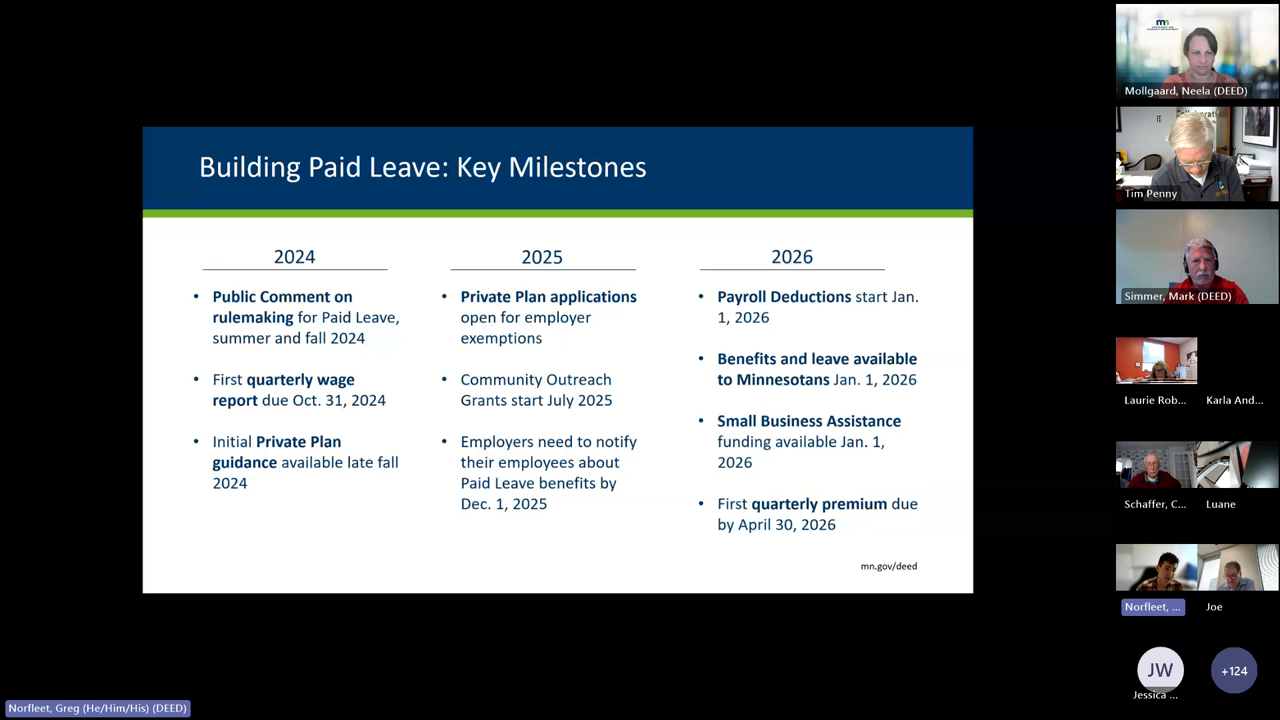 Building Paid Leave: Key Milestones
2024
• Public Comment on
rulemaking for Paid Leave,
summer and fall 2024
• First quarterly wage
report due Oct. 31, 2024
• Initial Private Plan
guidance available late fall
2024
2025
• Private Plan applications
open for employer
exemptions
• Community Outreach
Grants start July 2025
• Employers need to notify
their employees about
Paid Leave benefits by
Dec. 1, 2025
2026
• Payroll Deductions start Jan.
1, 2026
• Benefits and leave available
to Minnesotans Jan. 1, 2026
• Small Business Assistance
funding available Jan. 1,
2026
• First quarterly premium due
by April 30, 2026
mn.gov/deed
Mollgaard, Neela (DEED)
Tim Penny
Simmer, Mark (DEED)
Laurie Rob...
Karla And...
Schaffer, C...
Luane
Norfleet, ...
Joe
JW
Jessica ...
+124
Norfleet, Greg (He/Him/His) (DEED)